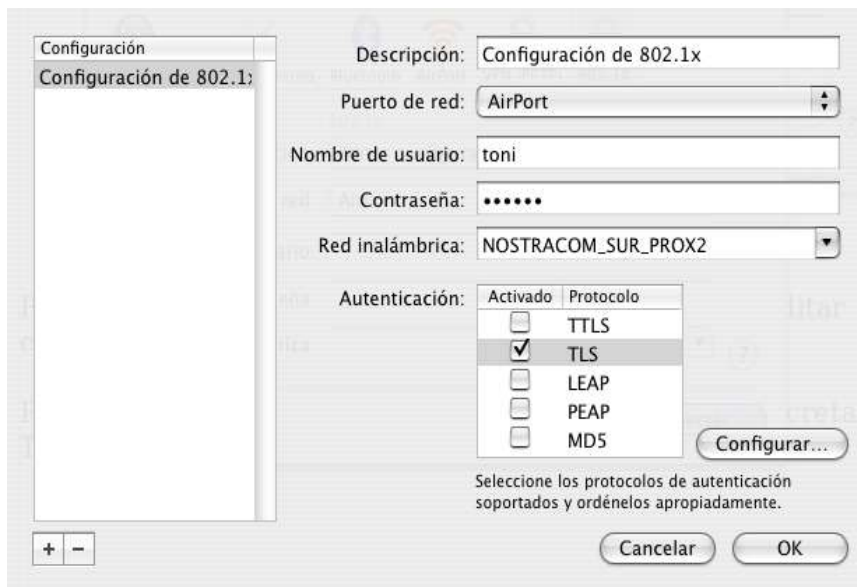 Configuración
Configuración de 802.1
Descripción: Configuración de 802.1x
Puerto de red: AirPort
Nombre de usuario: toni
Contraseña: ••••••
Red inalámbrica: NOSTRACOM_SUR_PROX2
Autenticación:
Activado Protocolo
TTLS
TLS
LEAP
PEAP
MD5
Configurar...
Seleccione los protocolos de autenticación
soportados y ordénelos apropiadamente.
+ −
Cancelar OK